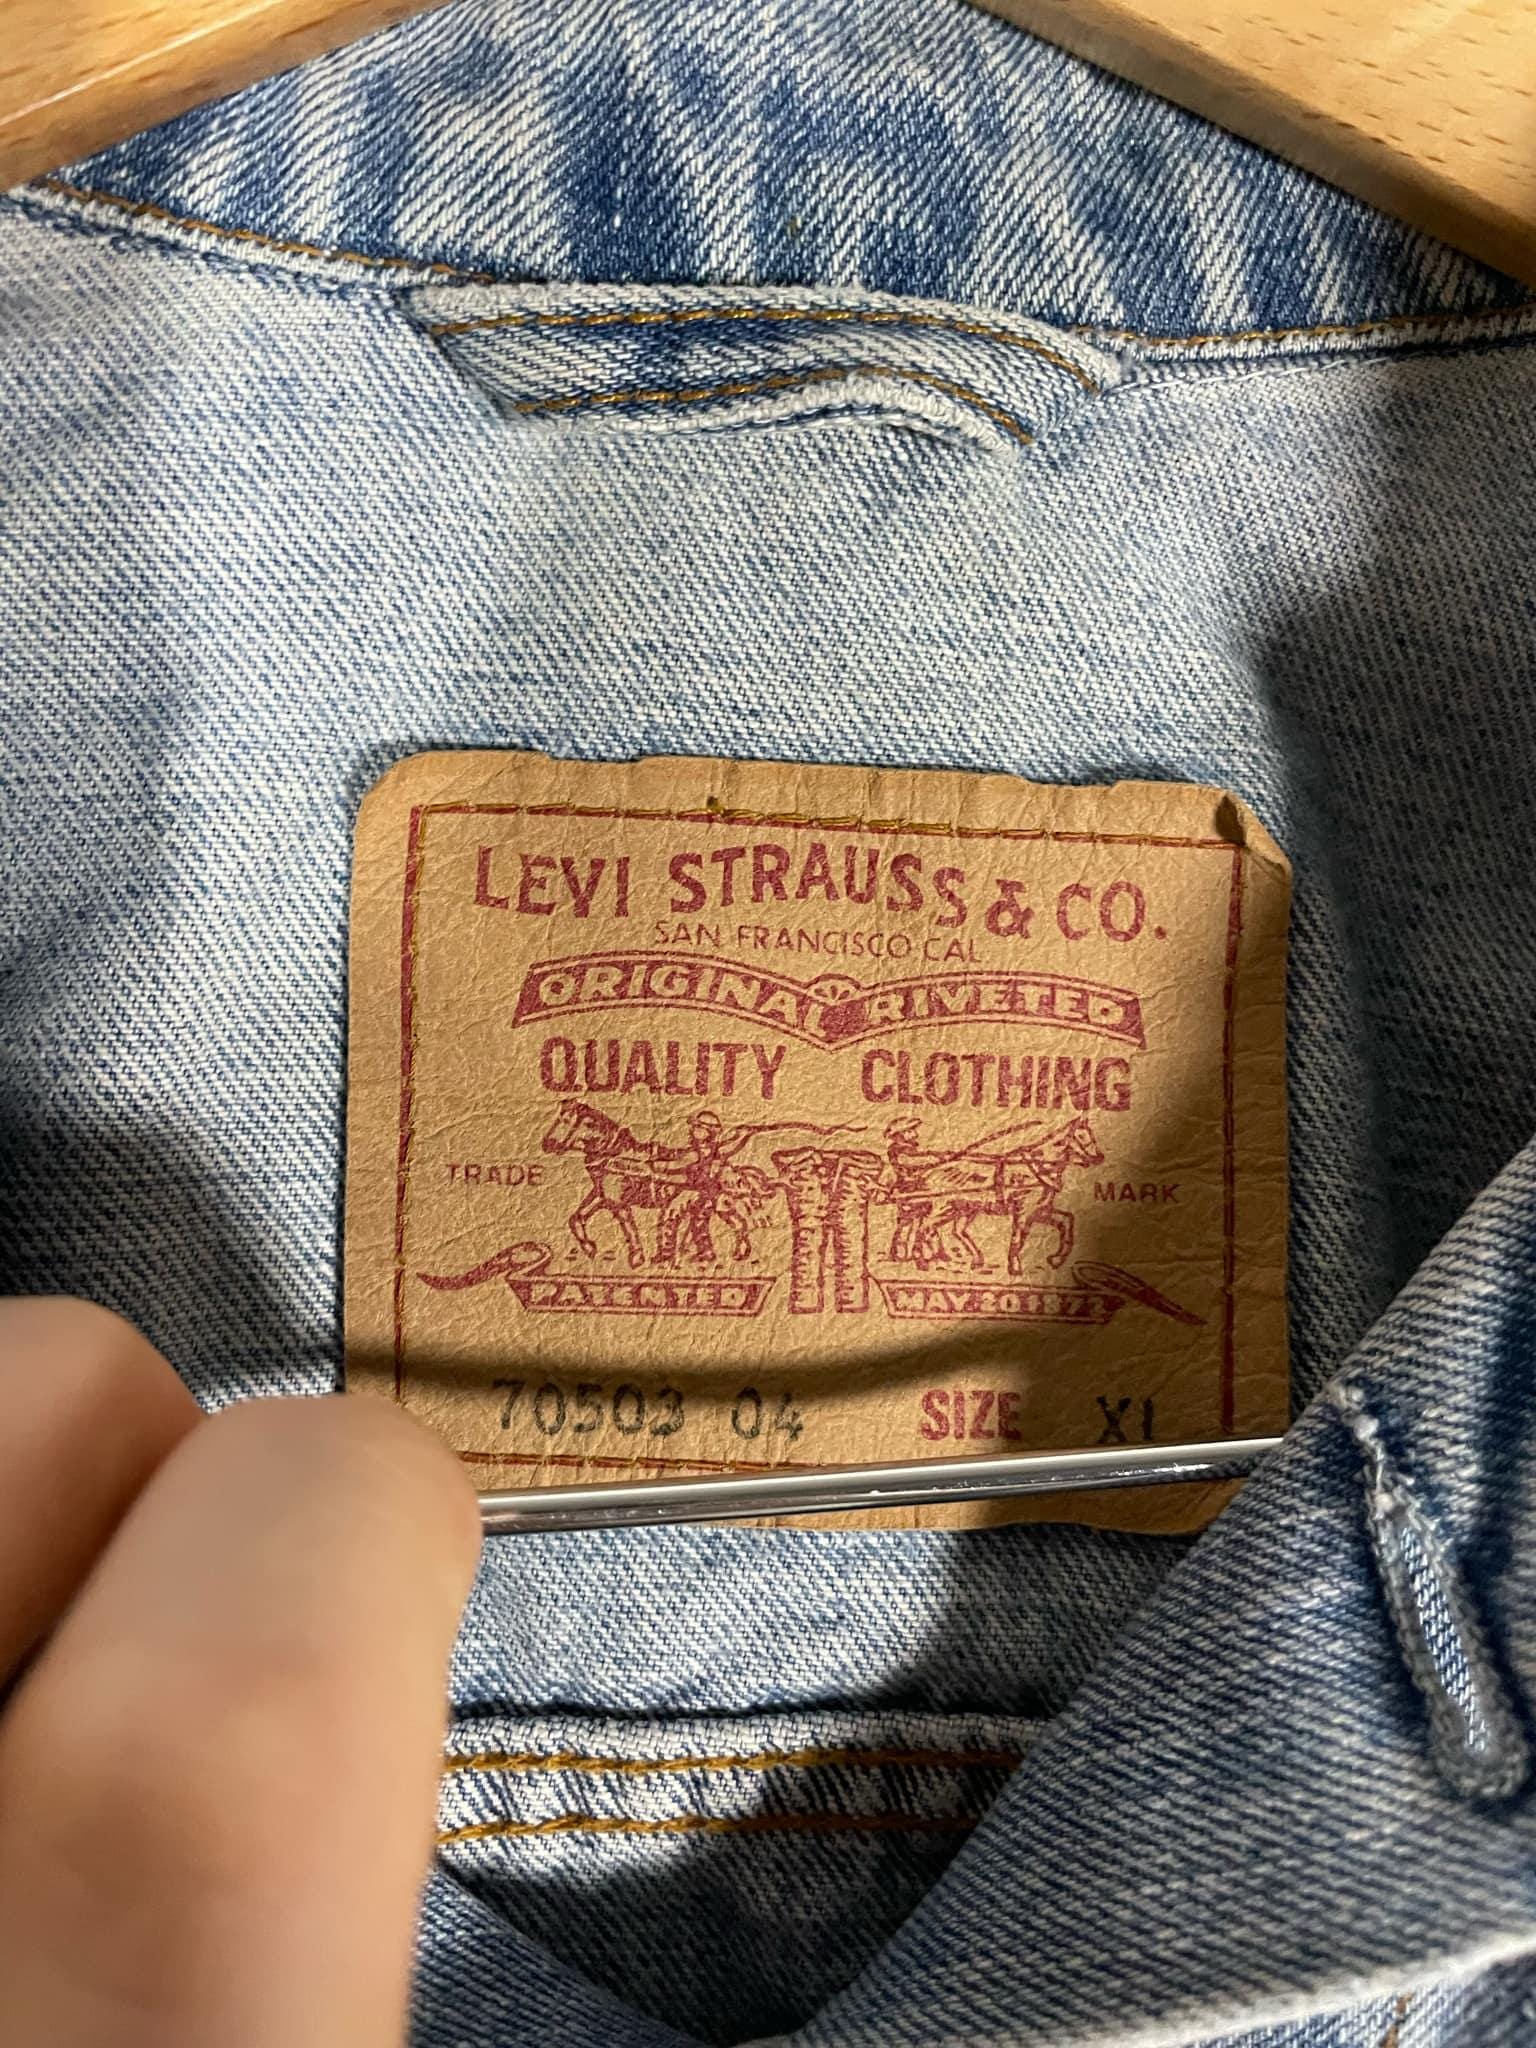 LEVI STRAUSS & CO.
SAN FRANCISCO CAL
ORIGINAL RIVETED
QUALITY CLOTHING
TRADE MARK
PATENTED MAY 20 1873
70503 04 SIZE XL